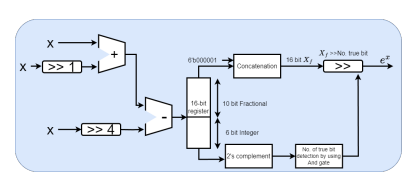 6'b000001
16 bit X_f
X_f >>No. true bit
e^x
X
X
>> 1
+
Concatenation
>>
16-bit
register
10 bit Fractional
-
X
>> 4
6 bit Integer
2's complement
No. of true bit
detection by using
And gate